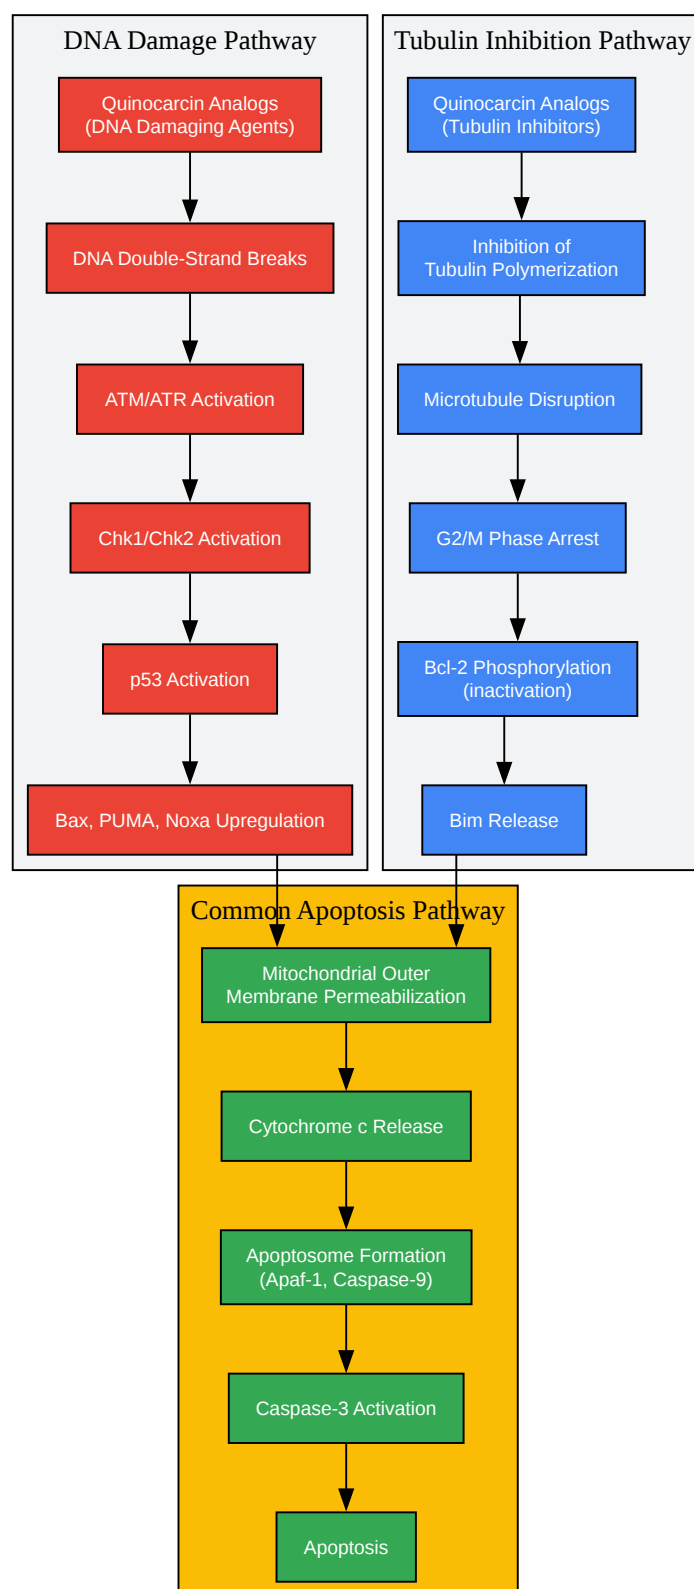 DNA Damage Pathway
Quinocarcin Analogs
(DNA Damaging Agents)
DNA Double-Strand Breaks
ATM/ATR Activation
Chk1/Chk2 Activation
p53 Activation
Bax, PUMA, Noxa Upregulation
Tubulin Inhibition Pathway
Quinocarcin Analogs
(Tubulin Inhibitors)
Inhibition of
Tubulin Polymerization
Microtubule Disruption
G2/M Phase Arrest
Bcl-2 Phosphorylation
(inactivation)
Bim Release
Common Apoptosis Pathway
Mitochondrial Outer
Membrane Permeabilization
Cytochrome c Release
Apoptosome Formation
(Apaf-1, Caspase-9)
Caspase-3 Activation
Apoptosis